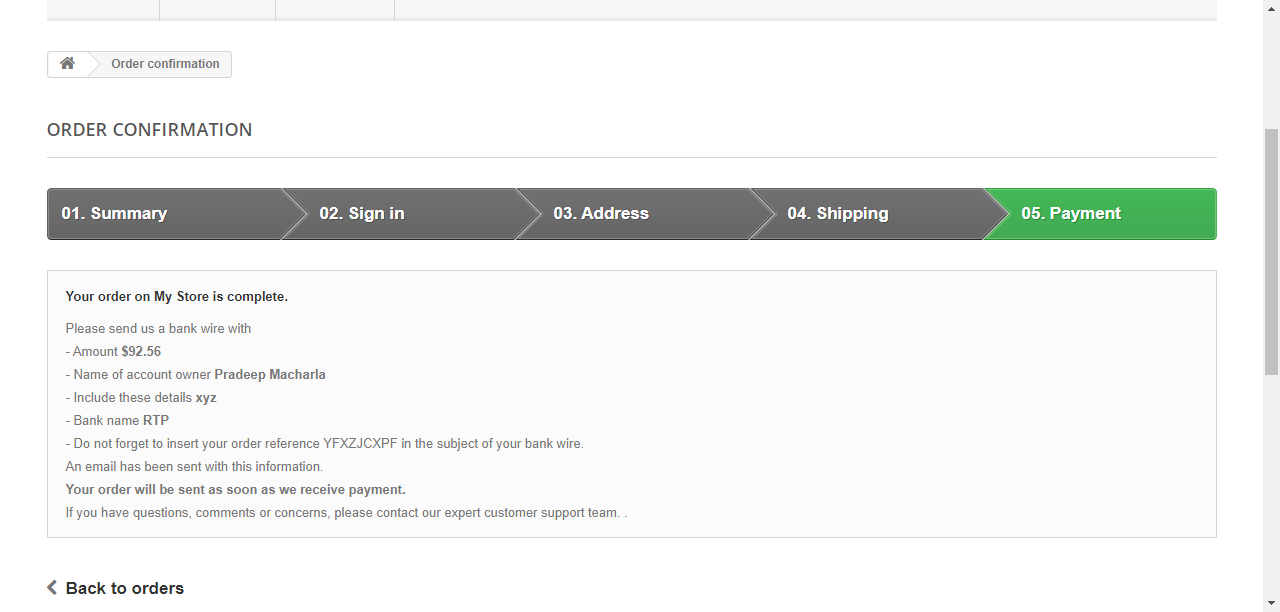 Order confirmation
ORDER CONFIRMATION
01. Summary
02. Sign in
03. Address
04. Shipping
05. Payment
Your order on My Store is complete.
Please send us a bank wire with
- Amount $92.56
- Name of account owner Pradeep Macharla
- Include these details xyz
- Bank name RTP
- Do not forget to insert your order reference YFXZJCXPF in the subject of your bank wire.
An email has been sent with this information.
Your order will be sent as soon as we receive payment.
If you have questions, comments or concerns, please contact our expert customer support team. .
Back to orders